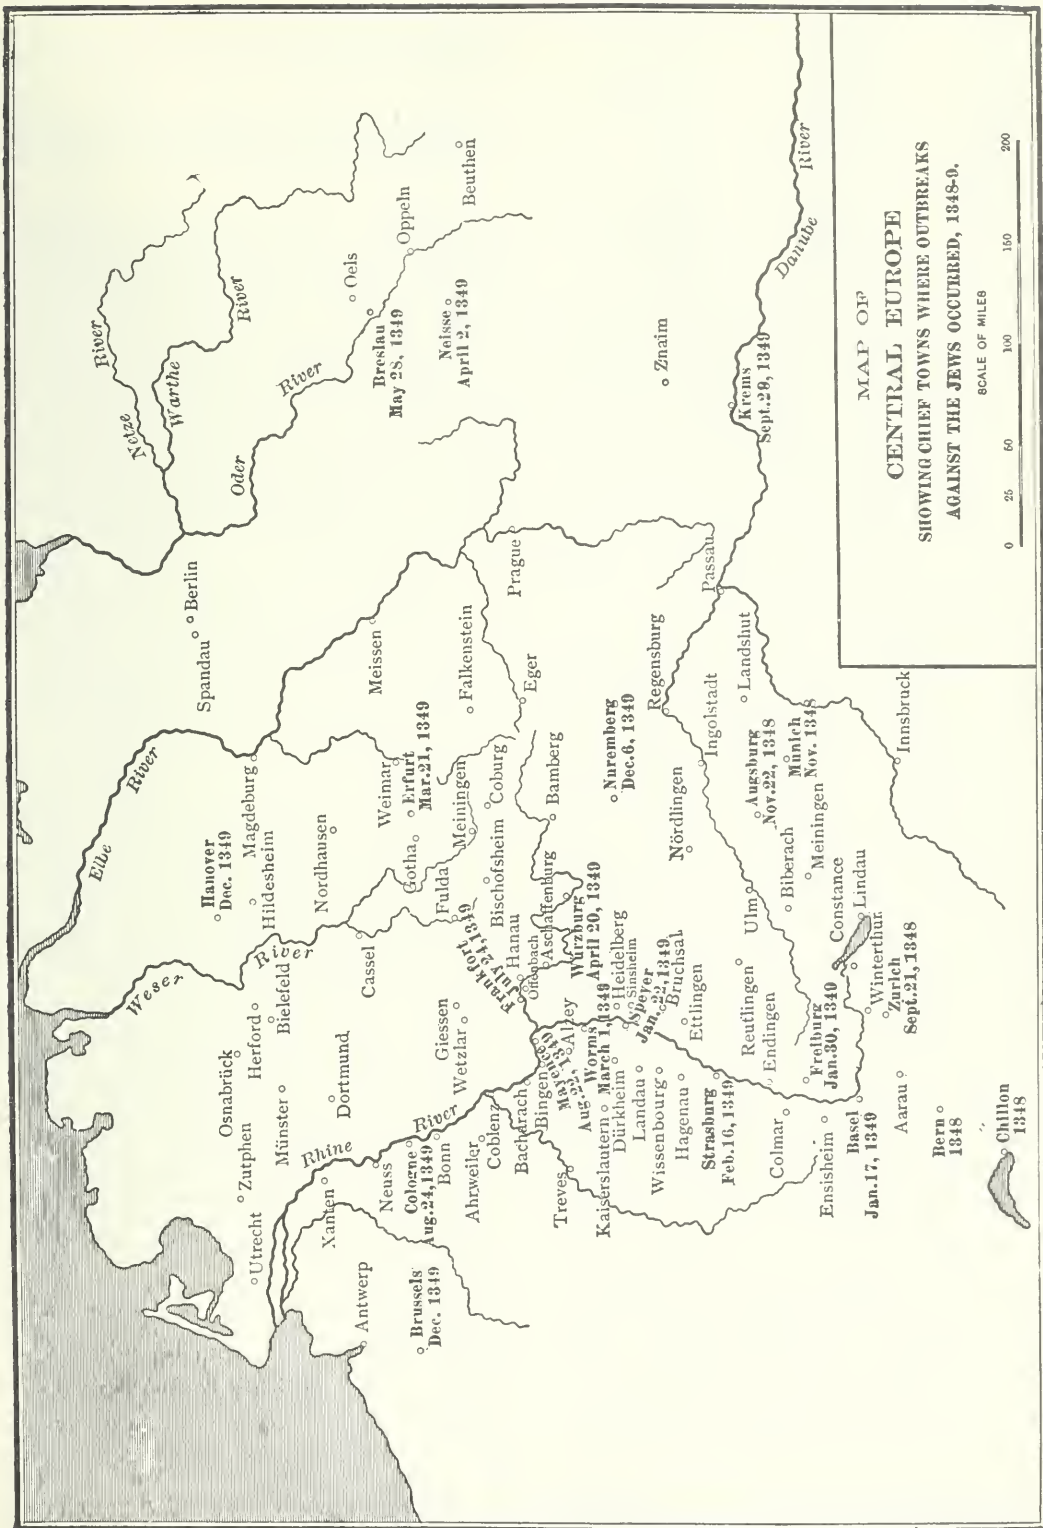 MAP OF
CENTRAL EUROPE
SHOWING CHIEF TOWNS WHERE OUTBREAKS
AGAINST THE JEWS OCCURRED, 1348-9.
SCALE OF MILES
0 25 50 100 150 200
Elbe River
Weser River
Netze River
Warthe River
Oder River
Rhine River
Danube River
Spandau
Berlin
Hanover
Dec. 1349
Magdeburg
Hildesheim
Nordhausen
Osnabrück
Herford
Bielefeld
Münster
Zutphen
Utrecht
Dortmund
Xanten
Cassel
Antwerp
Neuss
Cologne
Aug.24,1349
Bonn
Brussels
Dec. 1349
Ahrweiler
Coblenz
Giessen
Wetzlar
Weimar
Erfurt
Mar.21, 1349
Gotha
Fulda
Meiningen
Coburg
Bischofsheim
Meissen
Falkenstein
Eger
Prague
Oels
Breslau
May 28, 1349
Oppeln
Neisse
April 2, 1349
Beuthen
Frankfort
July 24,1349
Hanau
Offenbach
Aschaffenburg
Bamberg
Würzburg
April 20, 1349
Bacharach
Bingen
Mayence
Aug.22, 1349
Alzey
Worms
March 1,1349
Treves
Kaiserslautern
Dürkheim
Heidelberg
Sinsheim
Speyer
Jan. 22,1349
Bruchsal
Landau
Wissenbourg
Ettlingen
Hagenau
Strasburg
Feb.16, 1349
Nuremberg
Dec.6, 1349
Regensburg
Ingolstadt
Nördlingen
Landshut
Passau
Znaim
Krems
Sept.29, 1349
Augsburg
Nov.22, 1348
Munich
Nov. 1348
Ulm
Biberach
Meiningen
Reutlingen
Endingen
Colmar
Freiburg
Jan.30, 1349
Ensisheim
Basel
Jan.17, 1349
Constance
Lindau
Winterthur
Zurich
Sept.21, 1348
Aarau
Bern
1348
Chillon
1348
Innsbruck